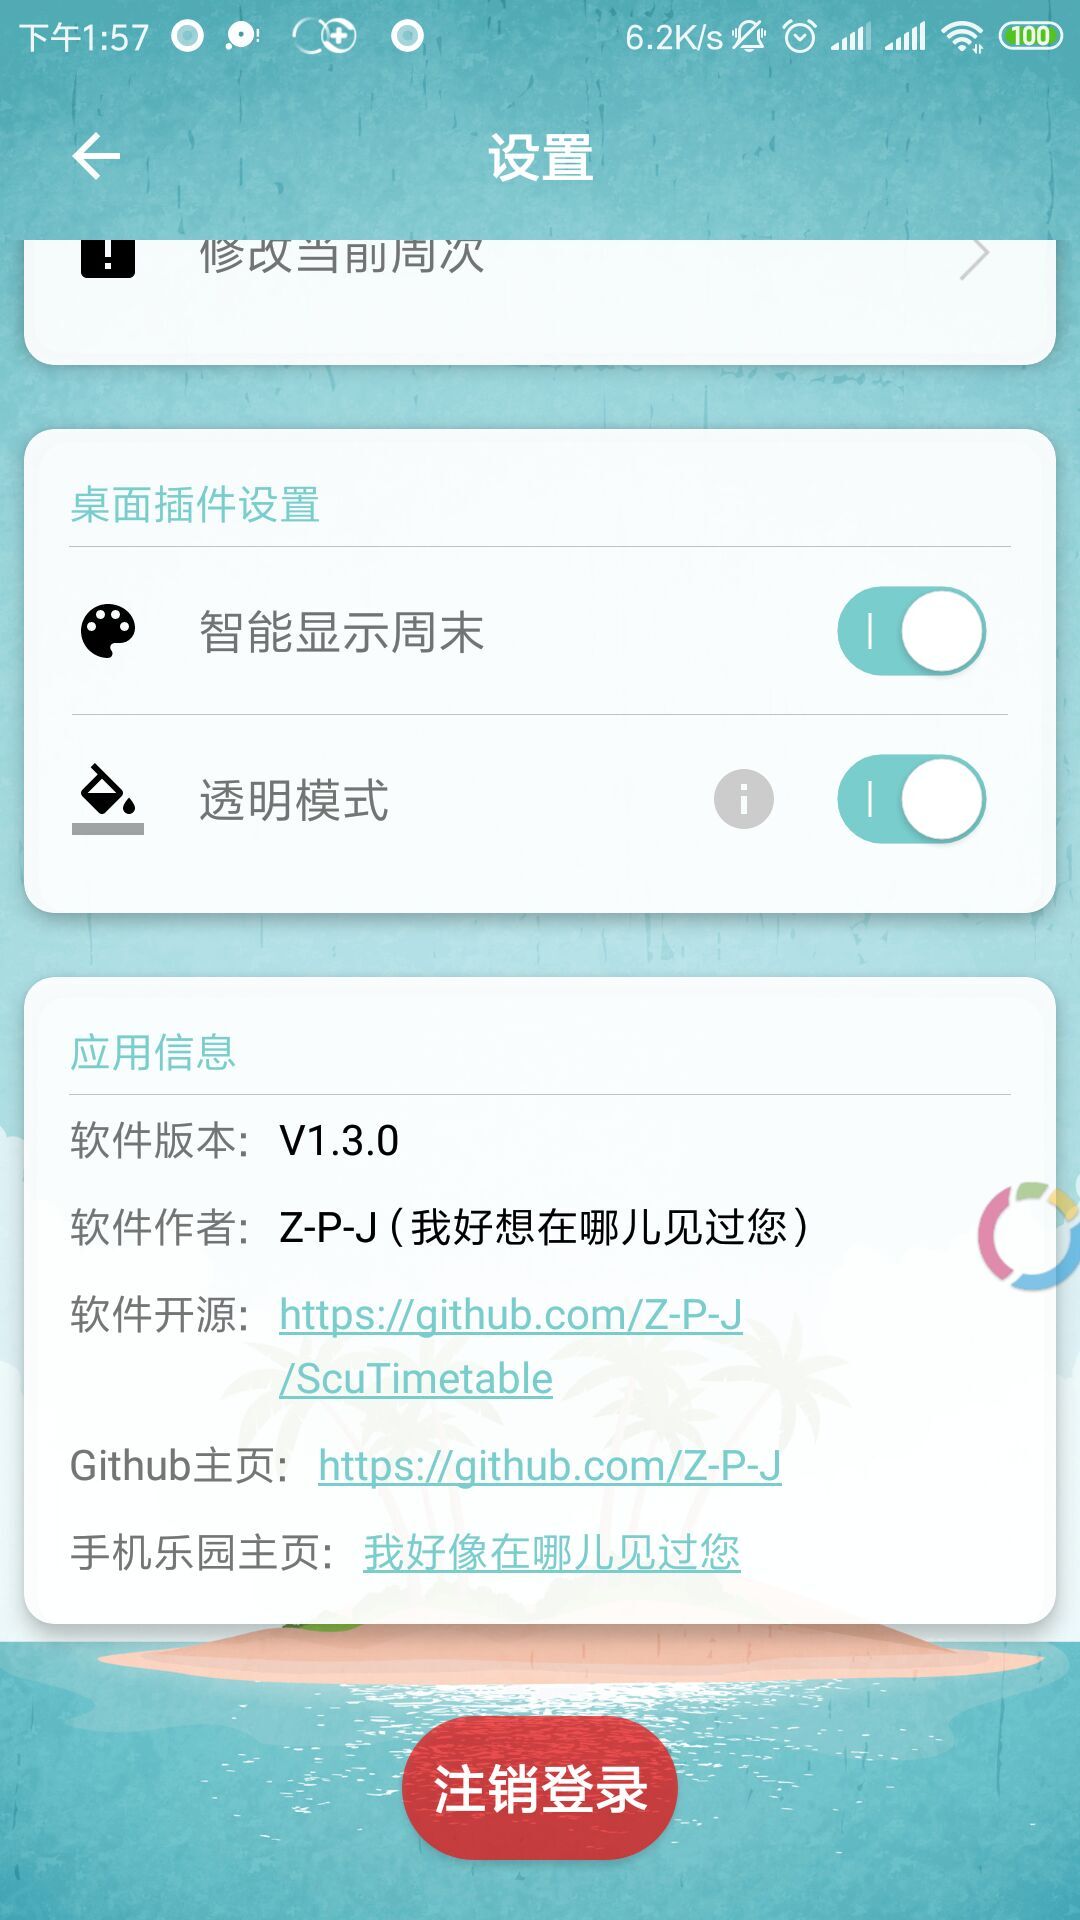 下午1:57
6.2K/s
100
设置
修改当前周次
桌面插件设置
智能显示周末
透明模式
应用信息
软件版本: V1.3.0
软件作者: Z-P-J (我好想在哪儿见过您)
软件开源: https://github.com/Z-P-J
/ScuTimetable
Github主页: https://github.com/Z-P-J
手机乐园主页: 我好像在哪儿见过您
注销登录